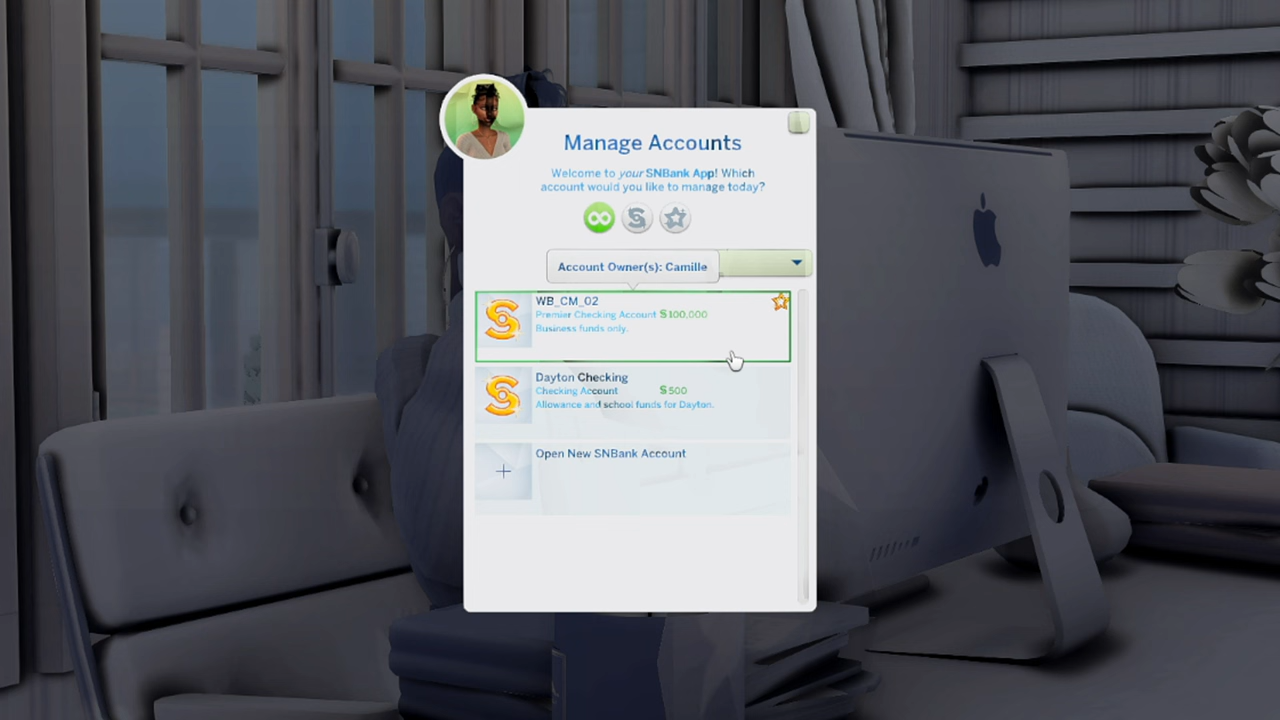 Manage Accounts
Welcome to your SNBank App! Which
account would you like to manage today?
Account Owner(s): Camille
WB_CM_02
Premier Checking Account §100,000
Business funds only.
Dayton Checking
Checking Account §500
Allowance and school funds for Dayton.
Open New SNBank Account